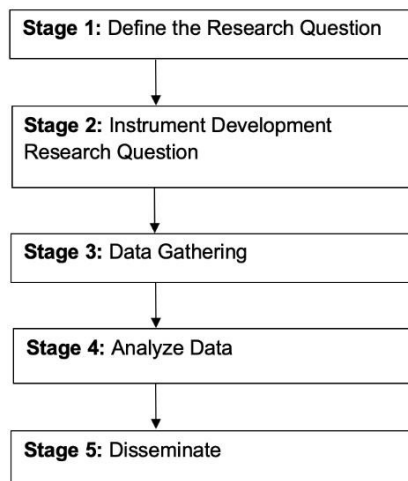 Stage 1: Define the Research Question
Stage 2: Instrument Development
Research Question
Stage 3: Data Gathering
Stage 4: Analyze Data
Stage 5: Disseminate